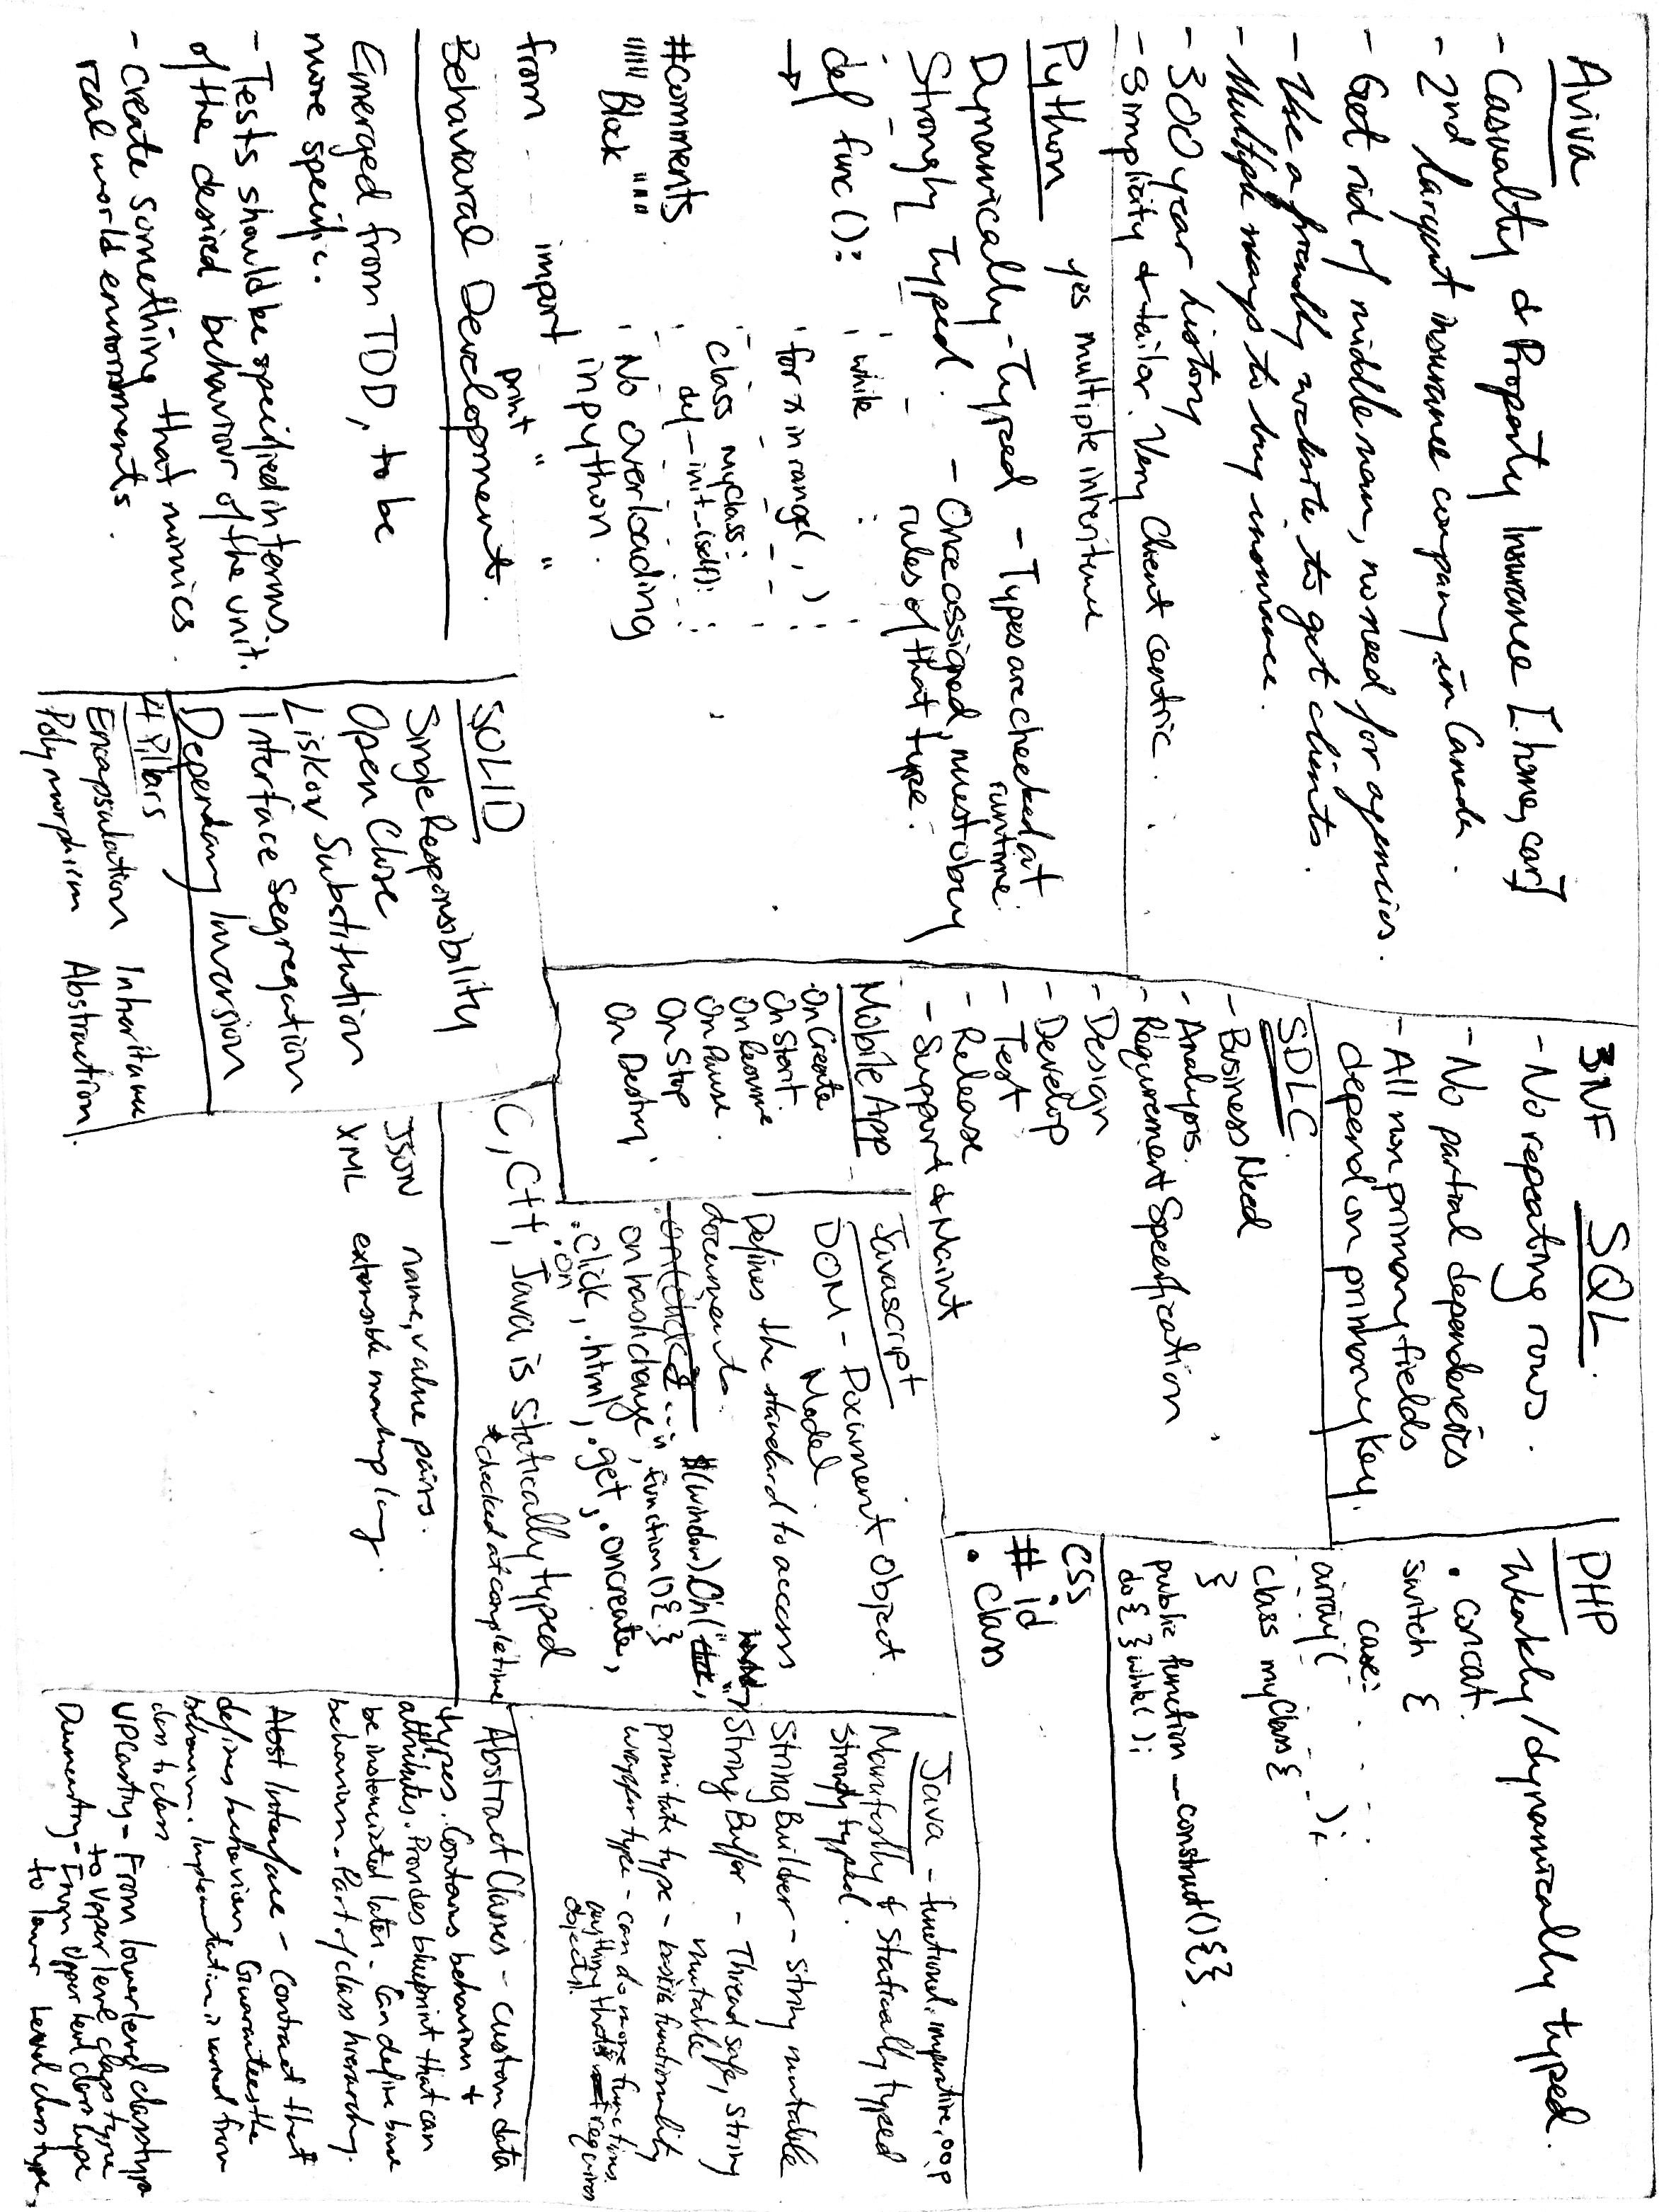 Aviva
- Casualty & Property Insurance [home, car]
- 2nd largest insurance company in Canada.
- Got rid of middle man, no need for agencies.
- Use a friendly website to get clients.
- Multiple ways to buy insurance.
- 300 year history
- Simplicity & tailor. Very Client centric.
Python yes multiple inheritance
Dynamically-Typed - Types are checked at runtime.
Strongly Typed. - Once assigned, must obey
rules of that type.
def func():
while
for x in range( , )
class myclass:
def __init__(self):
#comments
""" Block """
No overloading
in python.
from import
print " "
Behavioral Development.
Emerged from TDD, to be
more specific.
- Tests should be specified in terms.
of the desired behaviour of the unit.
- Create something that mimics
real world environments.
SOLID
Single Responsibility
Open Close
Liskov Substitution
Interface Segregation
Dependancy Inversion
4 Pillars
Encapsulation Inheritance
Polymorphism Abstraction.
3NF SQL.
- No repeating rows.
- No partial dependencies
- All non primary fields
depend on primary key.
SDLC
- Business Need
- Analysis.
- Requirement Specification
- Design
- Develop
- Test
- Release
- Support & Maint
Mobile App
On Create
On Start.
On Resume
On Pause.
On Stop
On Destroy.
Javascript
DOM - Document Object
Model.
Defines the standard to access
documents.
$(window).On("
onhashchange", function(){ }
.click, .html, .get, .oncreate,
.on
C, C++, Java is statically typed
*checked at compile time
JSON name, value pairs.
XML extensible markup lang.
PHP
Weakly/dynamically typed.
. concat.
switch {
case:
array( );
class myClass {
}
public function __construct(){}.
do { } while ( );
CSS
# id
. class
Java - functional, imperative, oop
Manifestly & Statically typed
Strongly typed.
String Builder - String mutable
String Buffer - Thread safe, string
mutable
primitate type - basic functionality
wrapper type - can do more functions.
anything that requires
objects.
Abstract Classes - custom data
types. Contains behaviour &
attributes. Provides blueprint that can
be instanciated later. Can define base
behaviour. Part of class hierarchy.
Interface - Contract that
defines behaviour. Guarantees the
behaviour. Implementation is varied from
class to class
UPCasting - From lower level class type
to upper level class type
Downcasting - From upper level class type
to lower level class type.